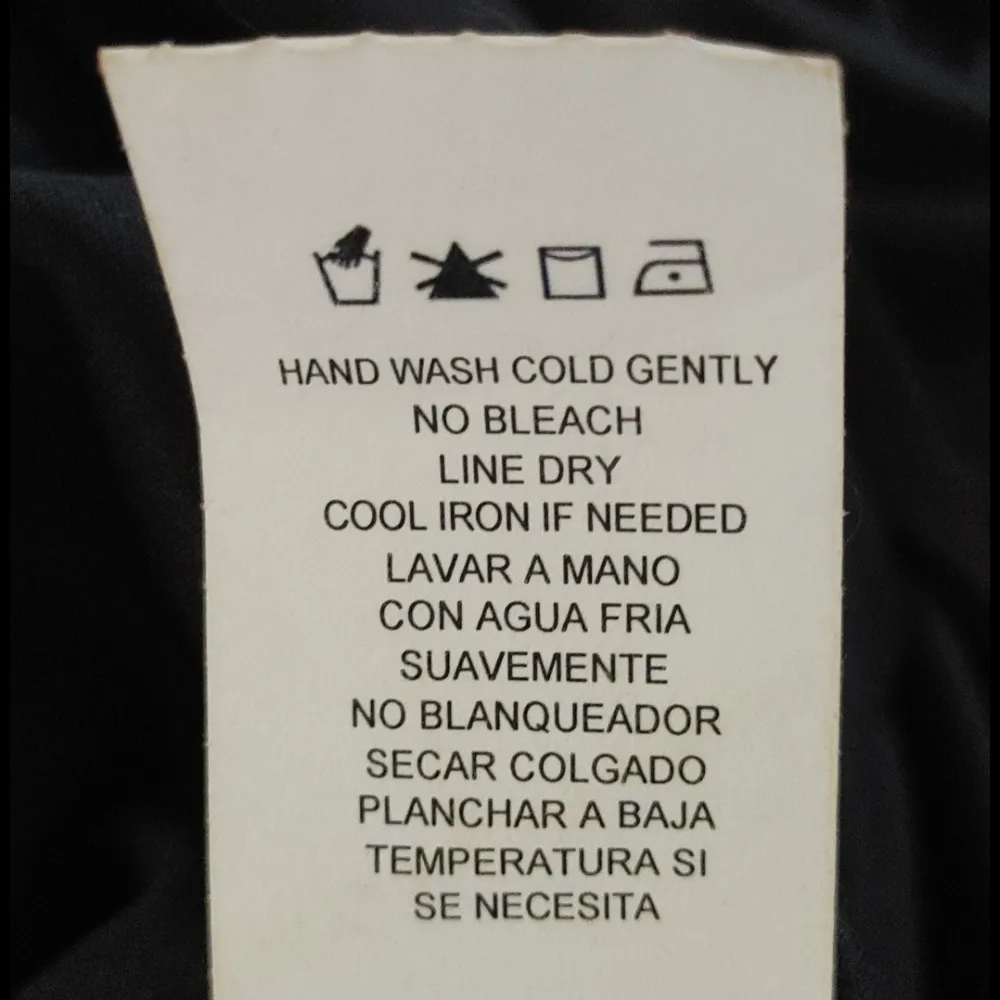 HAND WASH COLD GENTLY
NO BLEACH
LINE DRY
COOL IRON IF NEEDED
LAVAR A MANO
CON AGUA FRIA
SUAVEMENTE
NO BLANQUEADOR
SECAR COLGADO
PLANCHAR A BAJA
TEMPERATURA SI
SE NECESITA